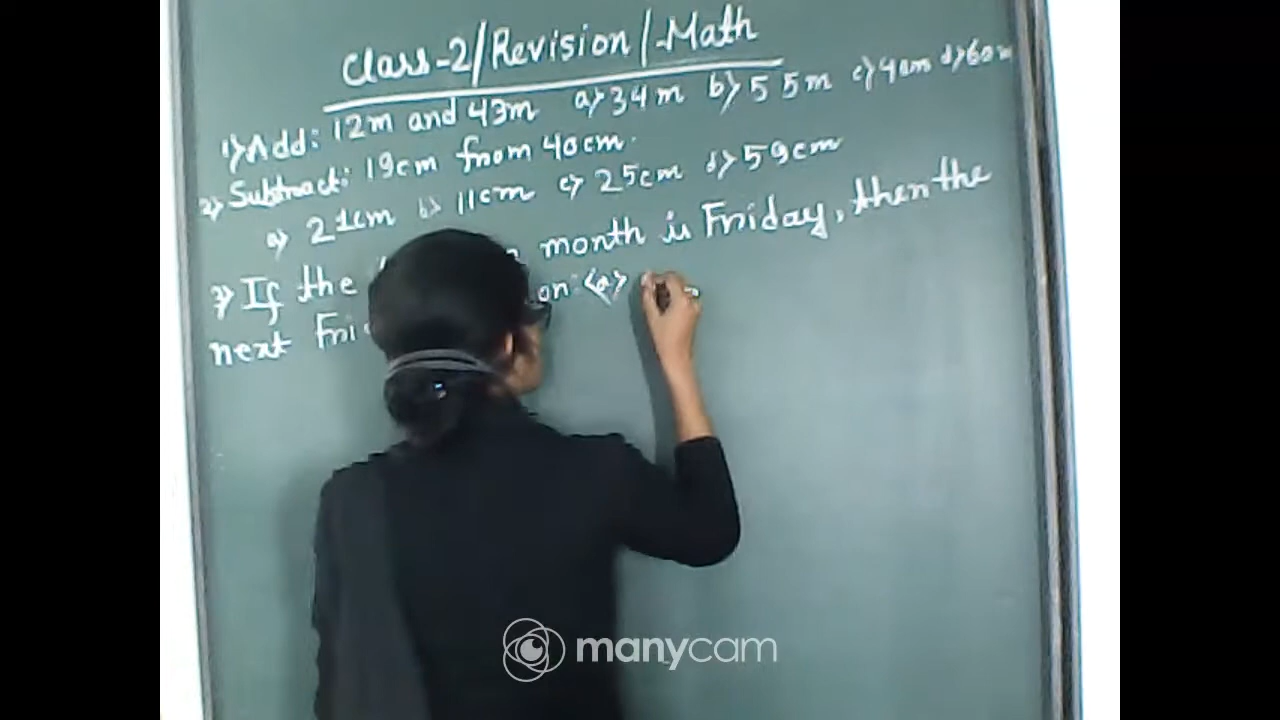 Class-2/Revision/-Math
1) Add: 12m and 43m a) 34m b) 55m c) 40m d) 60m
2) Subtract: 19cm from 40cm.
a) 21cm b) 11cm c) 25cm d) 59cm
3) If the month is Friday, then the
next on: (a)
manycam